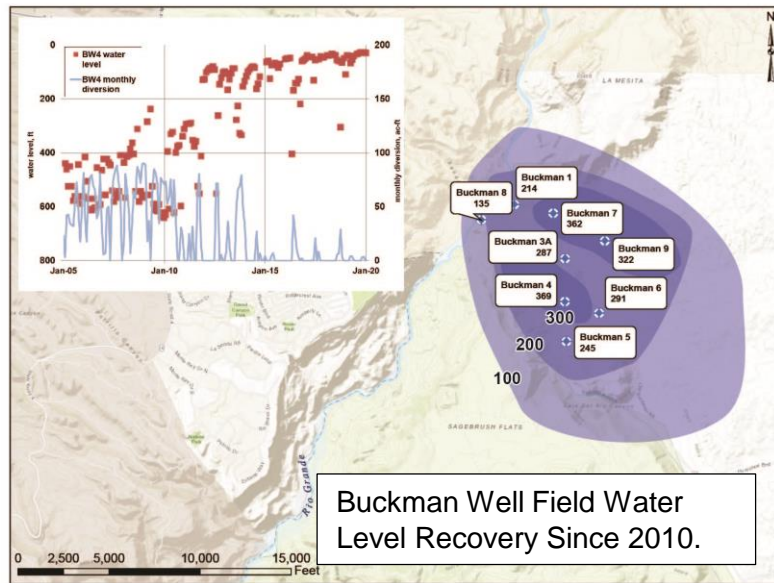 BW4 water
level
BW4 monthly
diversion
water level, ft
monthly diversion, ac-ft
0
200
400
600
800
200
150
100
50
0
Jan-05
Jan-10
Jan-15
Jan-20
N
LA MESITA
Buckman 1
214
Buckman 8
135
Buckman 7
362
Buckman 3A
287
Buckman 9
322
Buckman 4
369
Buckman 6
291
300
Buckman 5
245
200
100
SAGEBRUSH FLATS
Rio Grande
Buckman Well Field Water
Level Recovery Since 2010.
0 2,500 5,000 10,000 15,000
Feet